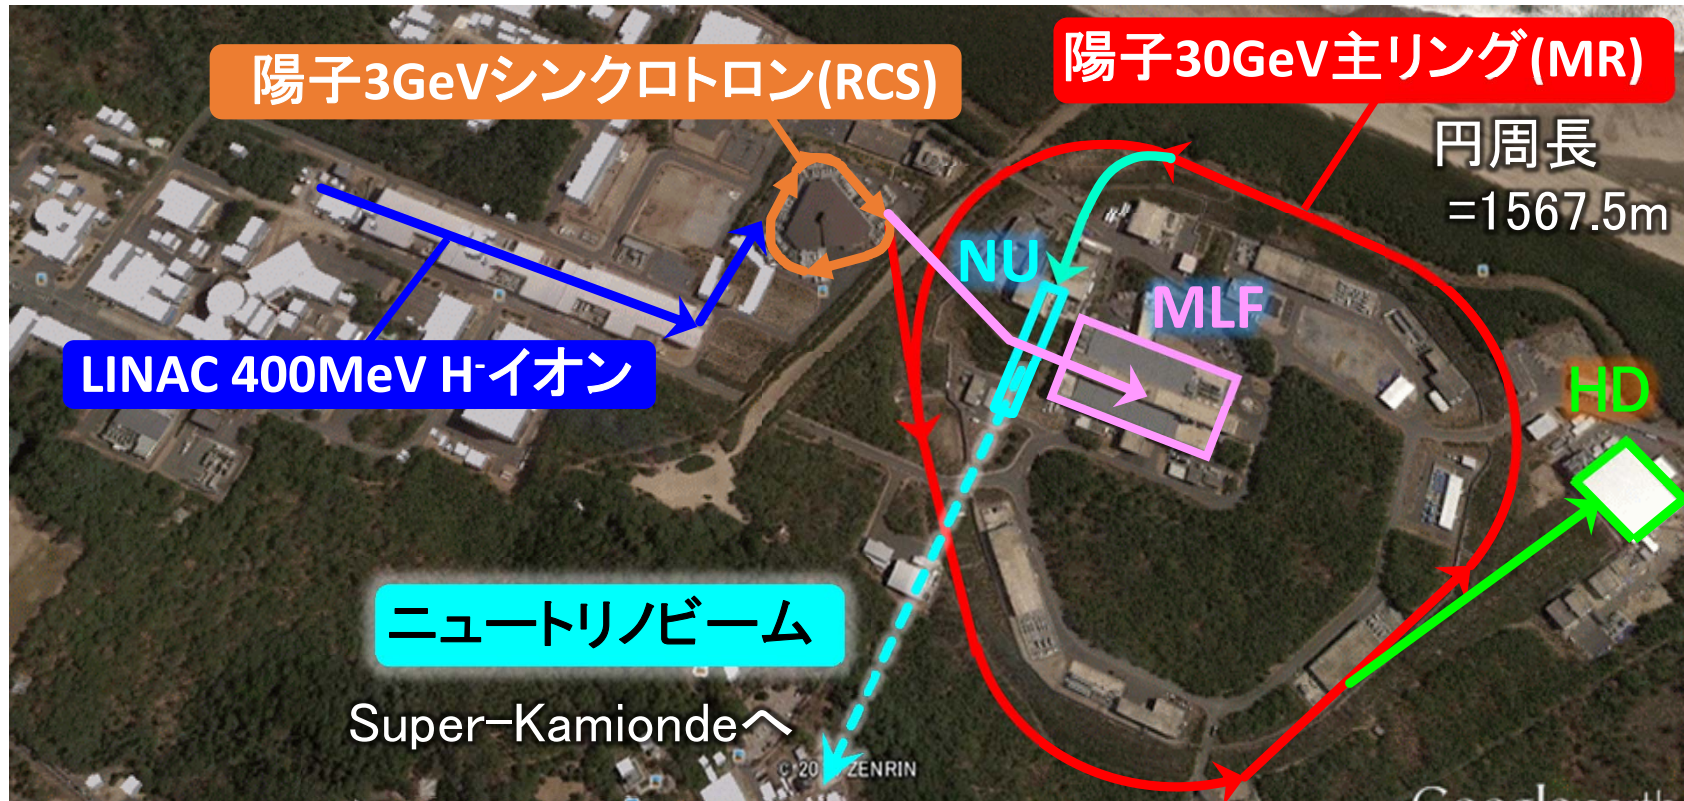 陽子3GeVシンクロトロン(RCS)
陽子30GeV主リング(MR)
円周長
=1567.5m
NU
MLF
LINAC 400MeV H⁻イオン
HD
ニュートリノビーム
Super-Kamiondeへ
ZENRIN